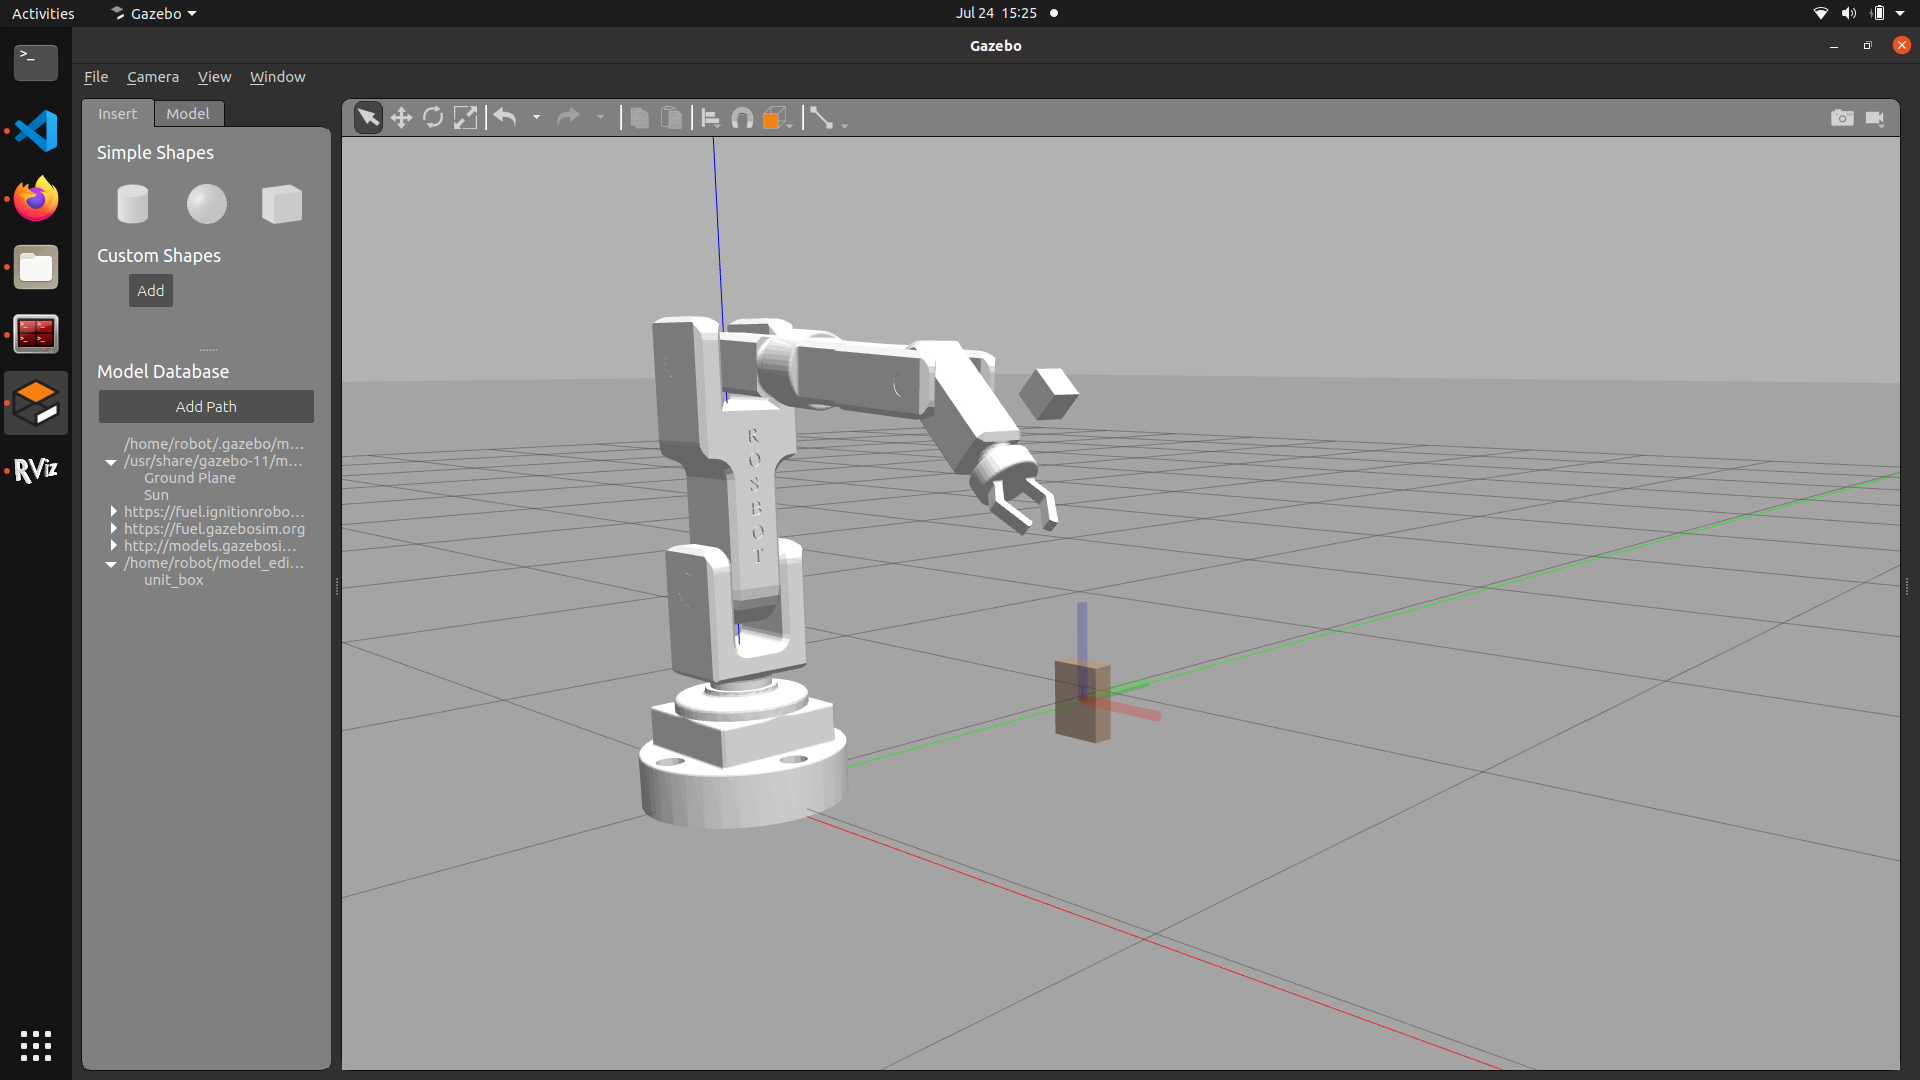 Activities
Gazebo
Jul 24 15:25
Gazebo
File Camera View Window
Insert Model
Simple Shapes
Custom Shapes
Add
Model Database
Add Path
/home/robot/.gazebo/m...
/usr/share/gazebo-11/m...
Ground Plane
Sun
https://fuel.ignitionrobo...
https://fuel.gazebosim.org
http://models.gazebosi...
/home/robot/model_edi...
unit_box
RViz
ROSBOT